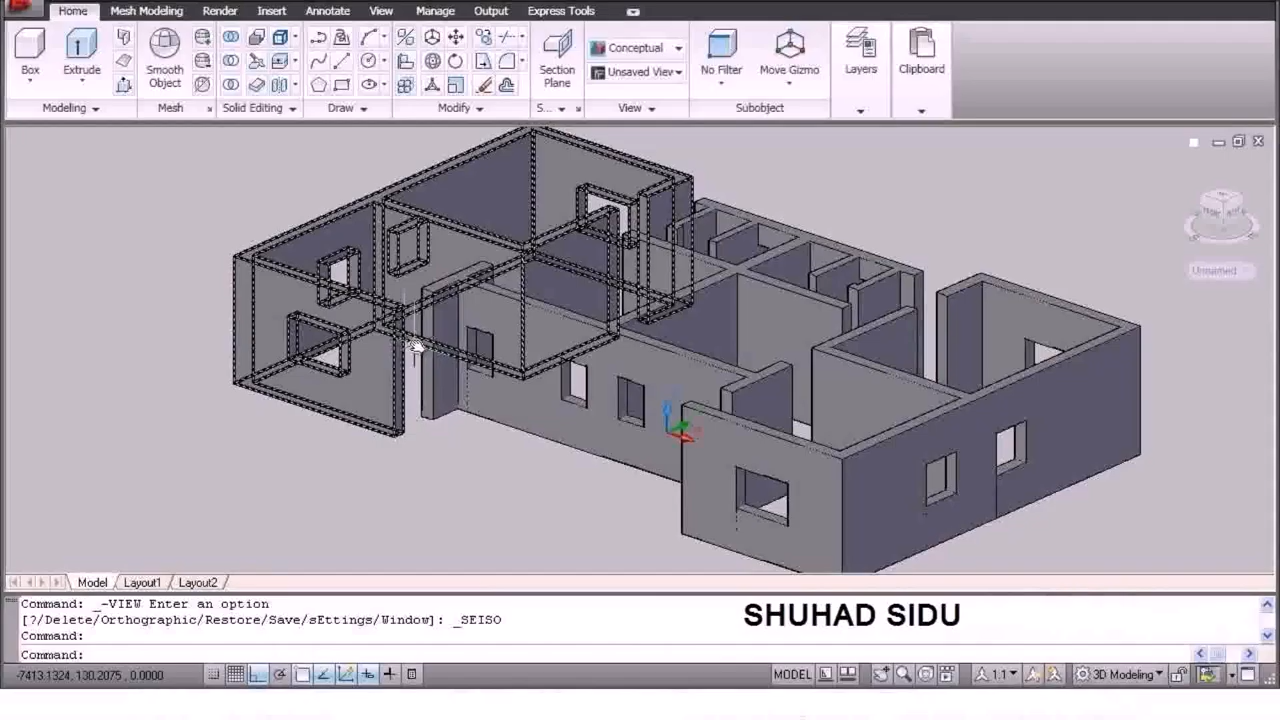 Home Mesh Modeling Render Insert Annotate View Manage Output Express Tools
Box Extrude Smooth Object Section Plane Conceptual Unsaved View No Filter Move Gizmo Layers Clipboard
Modeling Mesh Solid Editing Draw Modify S... View Subobject
Unnamed
Model Layout1 Layout2
Command: _-VIEW Enter an option
[?/Delete/Orthographic/Restore/Save/sEttings/Window]: _SEISO
Command:
Command:
SHUHAD SIDU
-7413.1324, 130.2075 , 0.0000 MODEL 1:1 3D Modeling